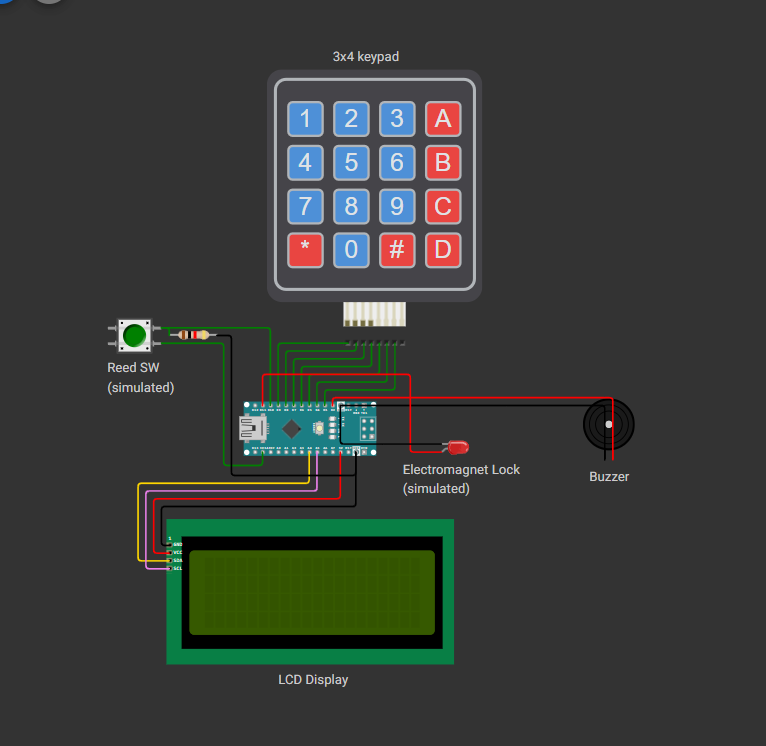 3x4 keypad
1 2 3 A
4 5 6 B
7 8 9 C
* 0 # D
Reed SW
(simulated)
Electromagnet Lock
(simulated)
Buzzer
1
GND
VCC
SDA
SCL
LCD Display